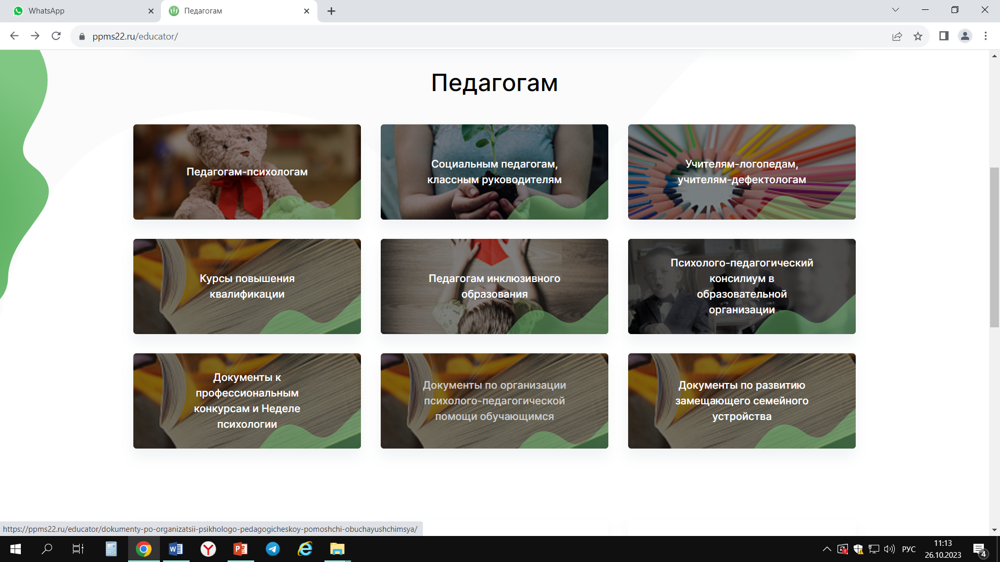 WhatsApp
Педагогам
ppms22.ru/educator/
Педагогам
Педагогам-психологам
Социальным педагогам,
классным руководителям
Учителям-логопедам,
учителям-дефектологам
Курсы повышения
квалификации
Педагогам инклюзивного
образования
Психолого-педагогический
консилиум в
образовательной
организации
Документы к
профессиональным
конкурсам и Неделе
психологии
Документы по организации
психолого-педагогической
помощи обучающимся
Документы по развитию
замещающего семейного
устройства
https://ppms22.ru/educator/dokumenty-po-organizatsii-psikhologo-pedagogicheskoy-pomoshchi-obuchayushchimsya/
РУС
11:13
26.10.2023
4